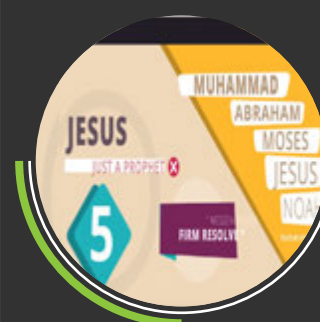 MUHAMMAD
ABRAHAM
MOSES
JESUS
NOAH
JESUS
JUST A PROPHET
5
FIRM RESOLVE"